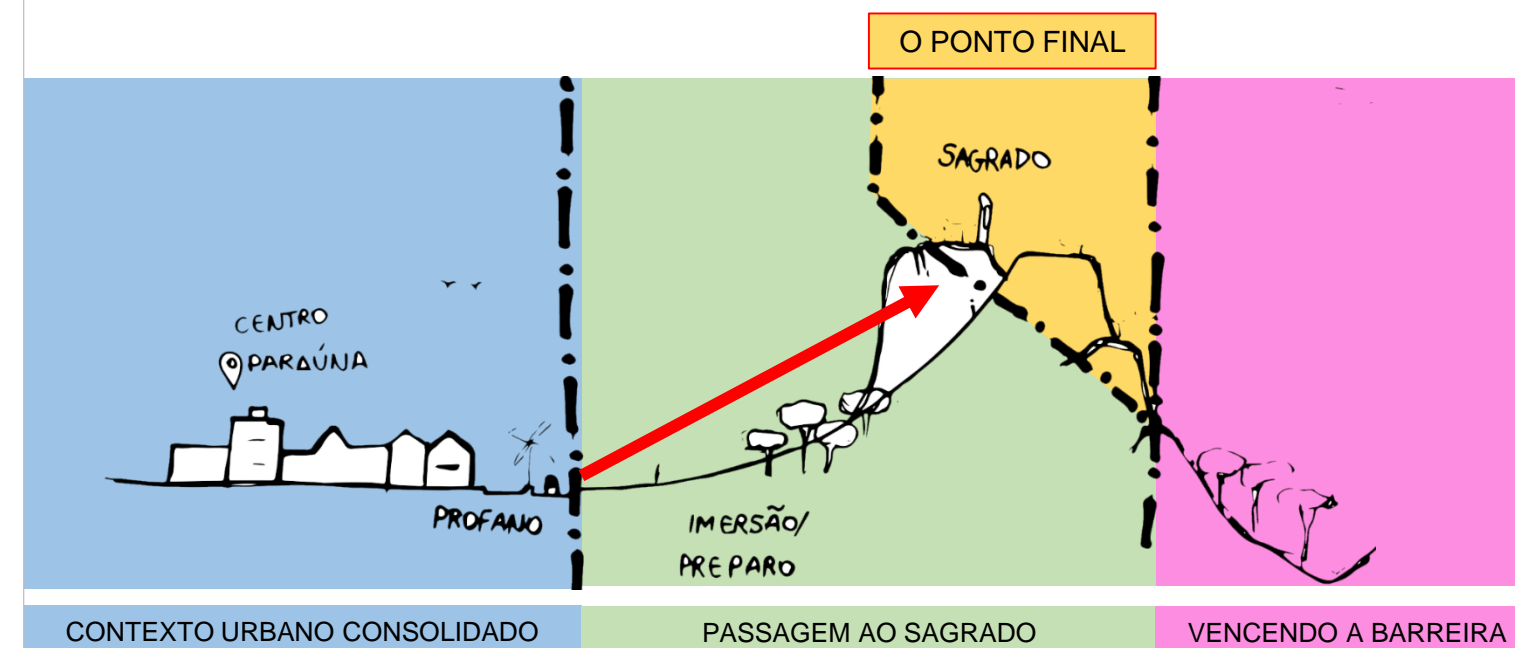 O PONTO FINAL
SAGRADO
CENTRO
PARAÚNA
PROFANO
IMERSÃO/
PREPARO
CONTEXTO URBANO CONSOLIDADO
PASSAGEM AO SAGRADO
VENCENDO A BARREIRA